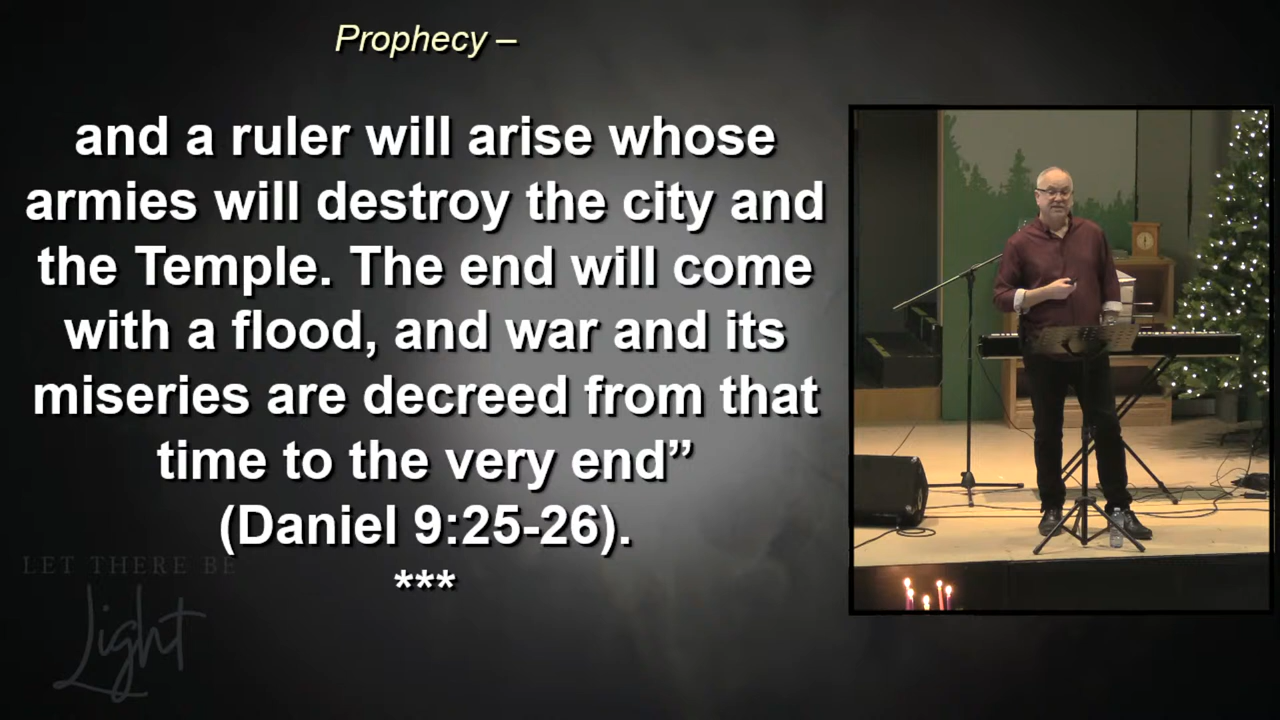 Prophecy –
and a ruler will arise whose
armies will destroy the city and
the Temple. The end will come
with a flood, and war and its
miseries are decreed from that
time to the very end”
(Daniel 9:25-26).
***
LET THERE BE
Light